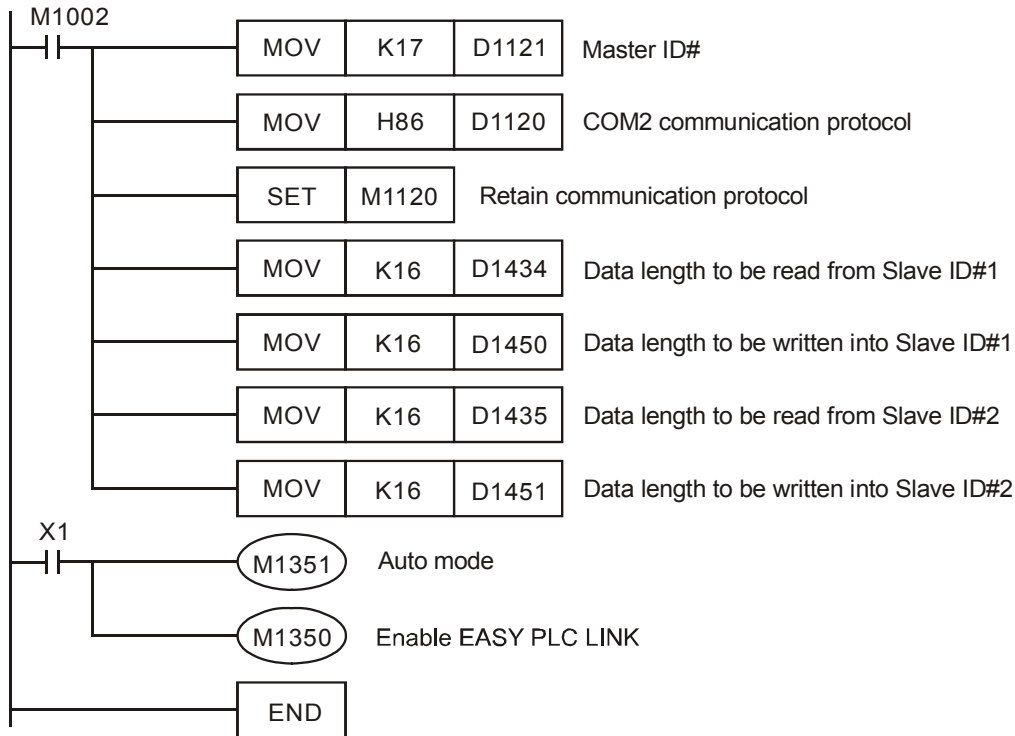 M1002
MOV K17 D1121 Master ID#
MOV H86 D1120 COM2 communication protocol
SET M1120 Retain communication protocol
MOV K16 D1434 Data length to be read from Slave ID#1
MOV K16 D1450 Data length to be written into Slave ID#1
MOV K16 D1435 Data length to be read from Slave ID#2
MOV K16 D1451 Data length to be written into Slave ID#2
X1
M1351 Auto mode
M1350 Enable EASY PLC LINK
END